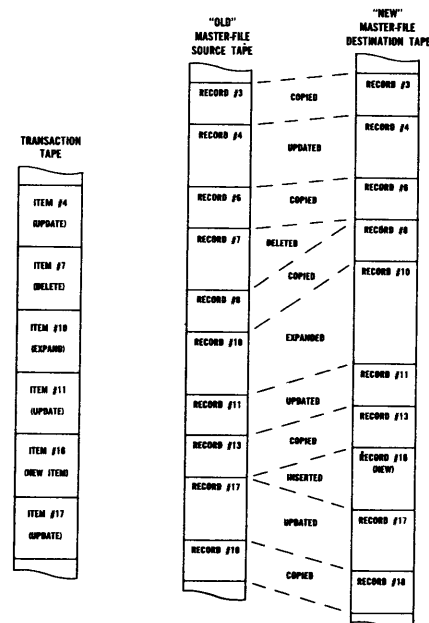 TRANSACTION
TAPE
ITEM #4
(UPDATE)
ITEM #7
(DELETE)
ITEM #10
(EXPAND)
ITEM #11
(UPDATE)
ITEM #16
(NEW ITEM)
ITEM #17
(UPDATE)
"OLD"
MASTER-FILE
SOURCE TAPE
RECORD #3
RECORD #4
RECORD #6
RECORD #7
RECORD #8
RECORD #10
RECORD #11
RECORD #13
RECORD #17
RECORD #18
COPIED
UPDATED
COPIED
DELETED
COPIED
EXPANDED
UPDATED
COPIED
INSERTED
UPDATED
COPIED
"NEW"
MASTER-FILE
DESTINATION TAPE
RECORD #3
RECORD #4
RECORD #6
RECORD #8
RECORD #10
RECORD #11
RECORD #13
RECORD #16
(NEW)
RECORD #17
RECORD #18